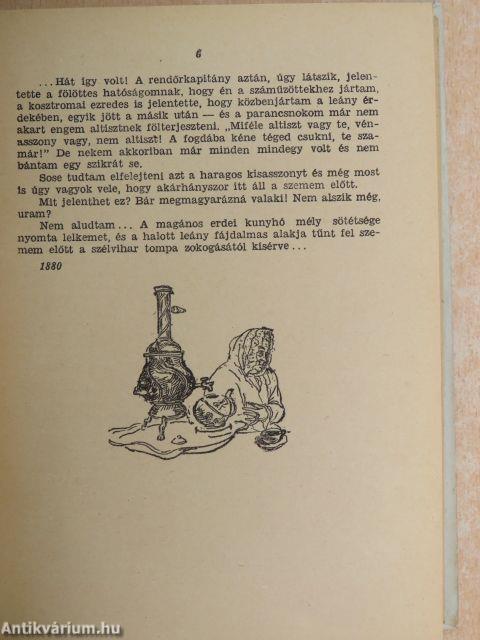 6
...Hát így volt! A rendőrkapitány aztán, úgy látszik, jelen-
tette a fölöttes hatóságomnak, hogy én a száműzöttekhez jártam,
a kosztromai ezredes is jelentette, hogy közbenjártam a leány ér-
dekében, egyik jött a másik után — és a parancsnokom már nem
akart engem altisztnek fölterjeszteni. „Miféle altiszt vagy te, vén-
asszony vagy, nem altiszt! A fogdába kéne téged csukni, te sza-
már!" De nekem akkoriban már minden mindegy volt és nem
bántam egy szikrát se.
Sose tudtam elfelejteni azt a haragos kisasszonyt és még most
is úgy vagyok vele, hogy akárhányszor itt áll a szemem előtt.
Mit jelenthet ez? Bár megmagyarázná valaki! Nem alszik még,
uram?
Nem aludtam... A magános erdei kunyhó mély sötétsége
nyomta lelkemet, és a halott leány fájdalmas alakja tűnt fel sze-
mem előtt a szélvihar tompa zokogásától kísérve...
1880
Antikvárium.hu